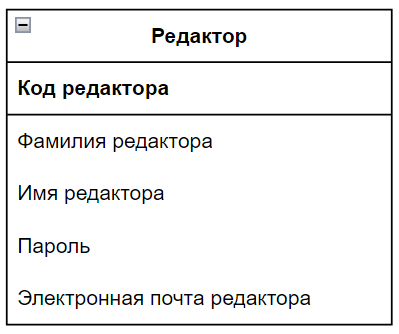 Редактор
Код редактора
Фамилия редактора
Имя редактора
Пароль
Электронная почта редактора